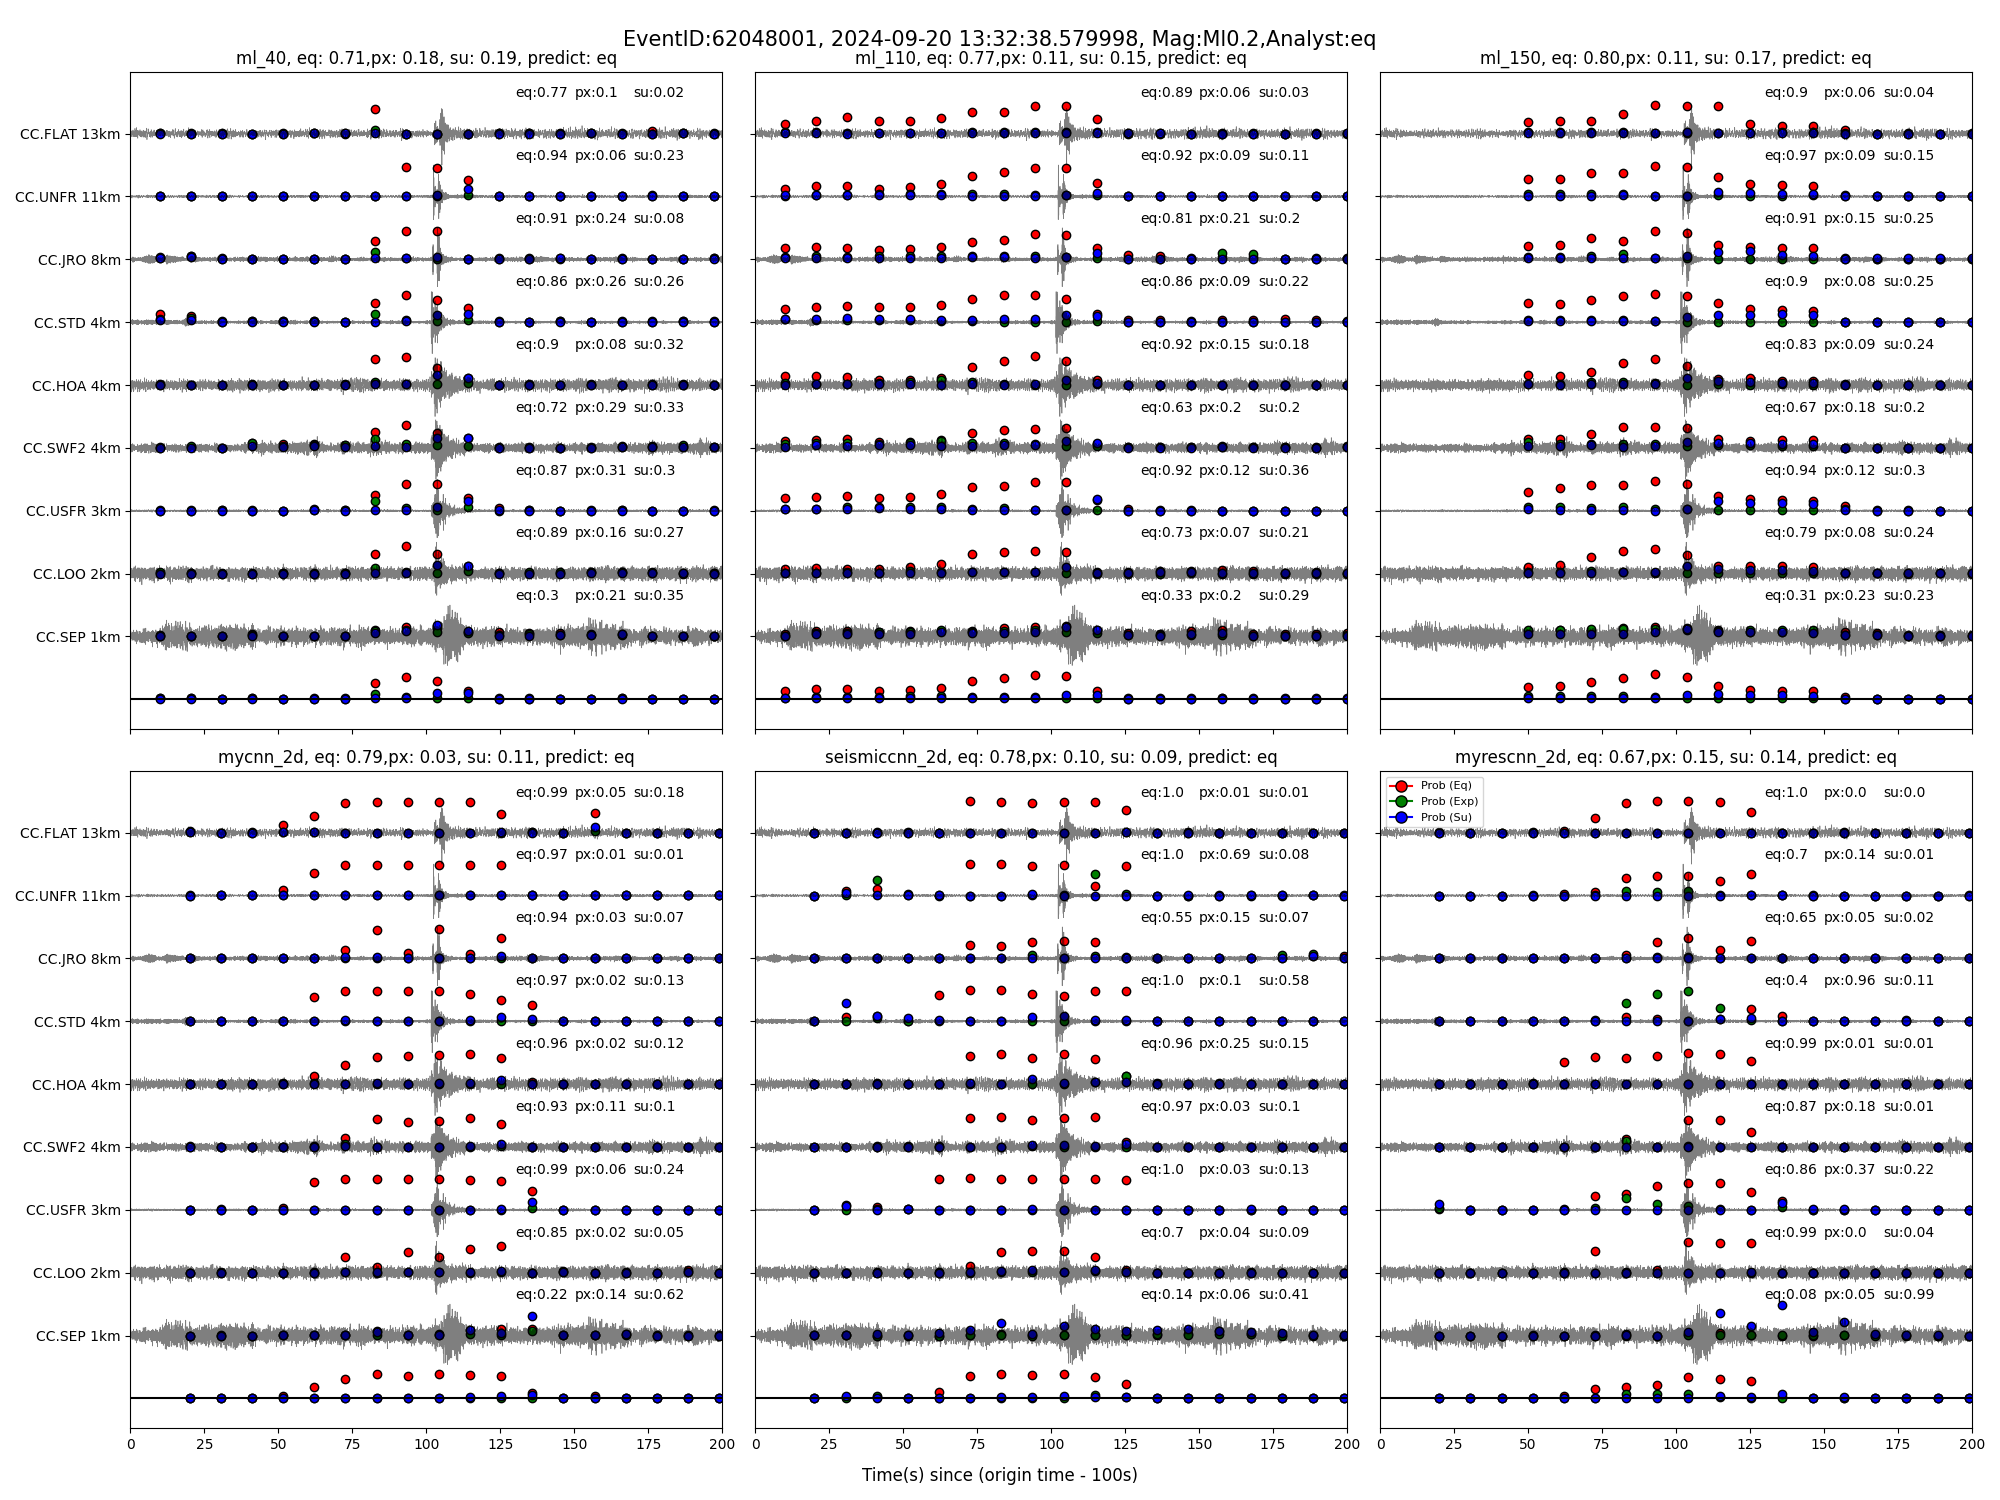 EventID:62048001, 2024-09-20 13:32:38.579998, Mag:Ml0.2,Analyst:eq
ml_40, eq: 0.71,px: 0.18, su: 0.19, predict: eq
CC.FLAT 13km
eq:0.77 px:0.1 su:0.02
CC.UNFR 11km
eq:0.94 px:0.06 su:0.23
CC.JRO 8km
eq:0.91 px:0.24 su:0.08
CC.STD 4km
eq:0.86 px:0.26 su:0.26
CC.HOA 4km
eq:0.9 px:0.08 su:0.32
CC.SWF2 4km
eq:0.72 px:0.29 su:0.33
CC.USFR 3km
eq:0.87 px:0.31 su:0.3
CC.LOO 2km
eq:0.89 px:0.16 su:0.27
CC.SEP 1km
eq:0.3 px:0.21 su:0.35
ml_110, eq: 0.77,px: 0.11, su: 0.15, predict: eq
eq:0.89 px:0.06 su:0.03
eq:0.92 px:0.09 su:0.11
eq:0.81 px:0.21 su:0.2
eq:0.86 px:0.09 su:0.22
eq:0.92 px:0.15 su:0.18
eq:0.63 px:0.2 su:0.2
eq:0.92 px:0.12 su:0.36
eq:0.73 px:0.07 su:0.21
eq:0.33 px:0.2 su:0.29
ml_150, eq: 0.80,px: 0.11, su: 0.17, predict: eq
eq:0.9 px:0.06 su:0.04
eq:0.97 px:0.09 su:0.15
eq:0.91 px:0.15 su:0.25
eq:0.9 px:0.08 su:0.25
eq:0.83 px:0.09 su:0.24
eq:0.67 px:0.18 su:0.2
eq:0.94 px:0.12 su:0.3
eq:0.79 px:0.08 su:0.24
eq:0.31 px:0.23 su:0.23
mycnn_2d, eq: 0.79,px: 0.03, su: 0.11, predict: eq
CC.FLAT 13km
eq:0.99 px:0.05 su:0.18
CC.UNFR 11km
eq:0.97 px:0.01 su:0.01
CC.JRO 8km
eq:0.94 px:0.03 su:0.07
CC.STD 4km
eq:0.97 px:0.02 su:0.13
CC.HOA 4km
eq:0.96 px:0.02 su:0.12
CC.SWF2 4km
eq:0.93 px:0.11 su:0.1
CC.USFR 3km
eq:0.99 px:0.06 su:0.24
CC.LOO 2km
eq:0.85 px:0.02 su:0.05
CC.SEP 1km
eq:0.22 px:0.14 su:0.62
0 25 50 75 100 125 150 175 200
seismiccnn_2d, eq: 0.78,px: 0.10, su: 0.09, predict: eq
eq:1.0 px:0.01 su:0.01
eq:1.0 px:0.69 su:0.08
eq:0.55 px:0.15 su:0.07
eq:1.0 px:0.1 su:0.58
eq:0.96 px:0.25 su:0.15
eq:0.97 px:0.03 su:0.1
eq:1.0 px:0.03 su:0.13
eq:0.7 px:0.04 su:0.09
eq:0.14 px:0.06 su:0.41
0 25 50 75 100 125 150 175 200
myrescnn_2d, eq: 0.67,px: 0.15, su: 0.14, predict: eq
Prob (Eq)
Prob (Exp)
Prob (Su)
eq:1.0 px:0.0 su:0.0
eq:0.7 px:0.14 su:0.01
eq:0.65 px:0.05 su:0.02
eq:0.4 px:0.96 su:0.11
eq:0.99 px:0.01 su:0.01
eq:0.87 px:0.18 su:0.01
eq:0.86 px:0.37 su:0.22
eq:0.99 px:0.0 su:0.04
eq:0.08 px:0.05 su:0.99
0 25 50 75 100 125 150 175 200
Time(s) since (origin time - 100s)